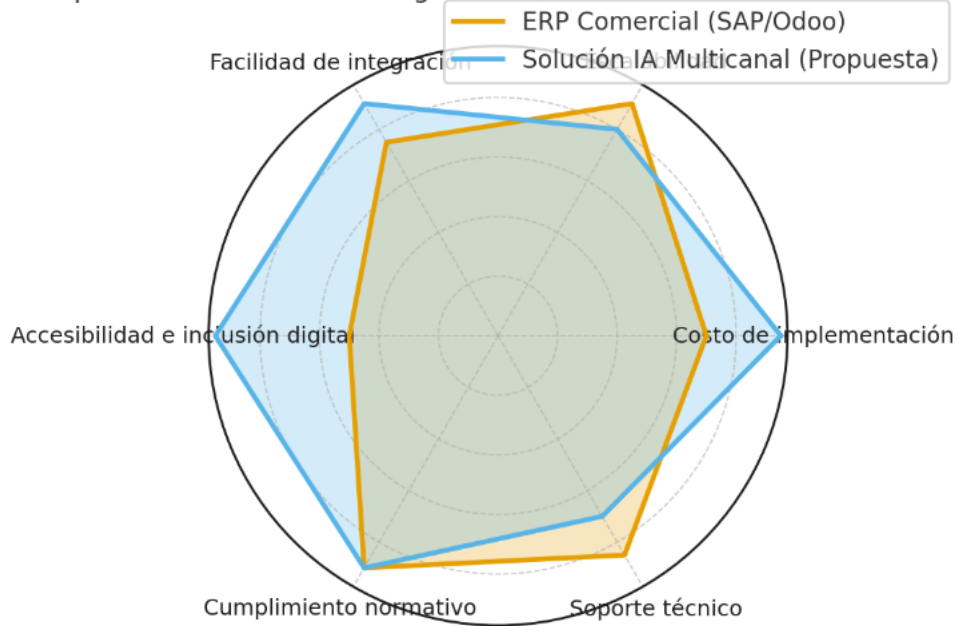 ERP Comercial (SAP/Odoo)
Solución IA Multicanal (Propuesta)
Facilidad de integración
Accesibilidad e inclusión digital
Costo de implementación
Cumplimiento normativo
Soporte técnico